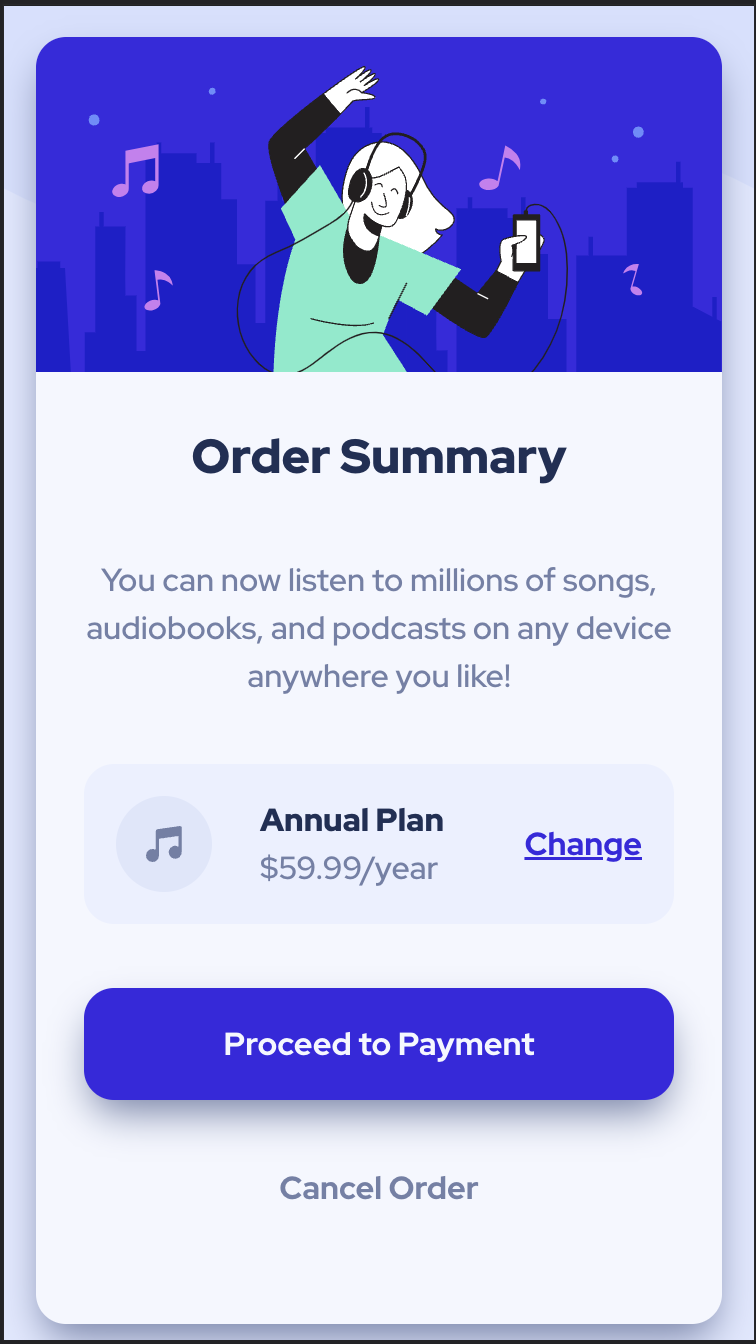 Order Summary
You can now listen to millions of songs,
audiobooks, and podcasts on any device
anywhere you like!
Annual Plan
$59.99/year
Change
Proceed to Payment
Cancel Order